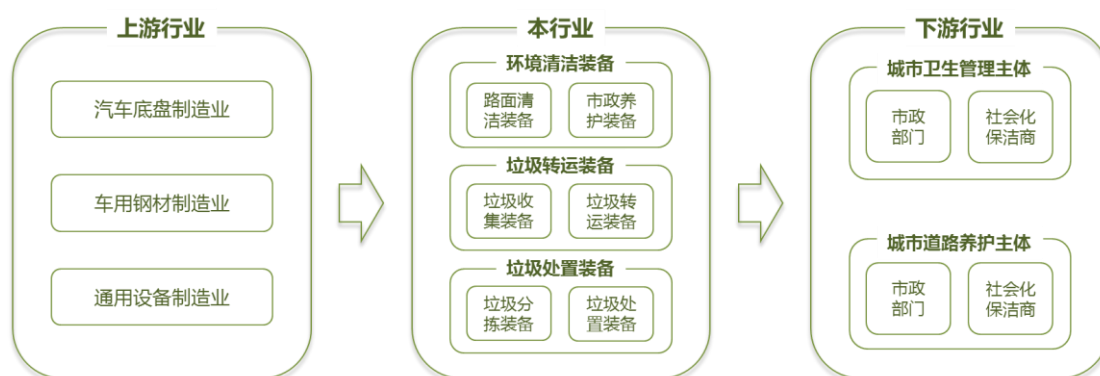 上游行业
汽车底盘制造业
车用钢材制造业
通用设备制造业
本行业
环境清洁装备
路面清
洁装备
市政养
护装备
垃圾转运装备
垃圾收
集装备
垃圾转
运装备
垃圾处置装备
垃圾分
拣装备
垃圾处
置装备
下游行业
城市卫生管理主体
市政
部门
社会化
保洁商
城市道路养护主体
市政
部门
社会化
保洁商